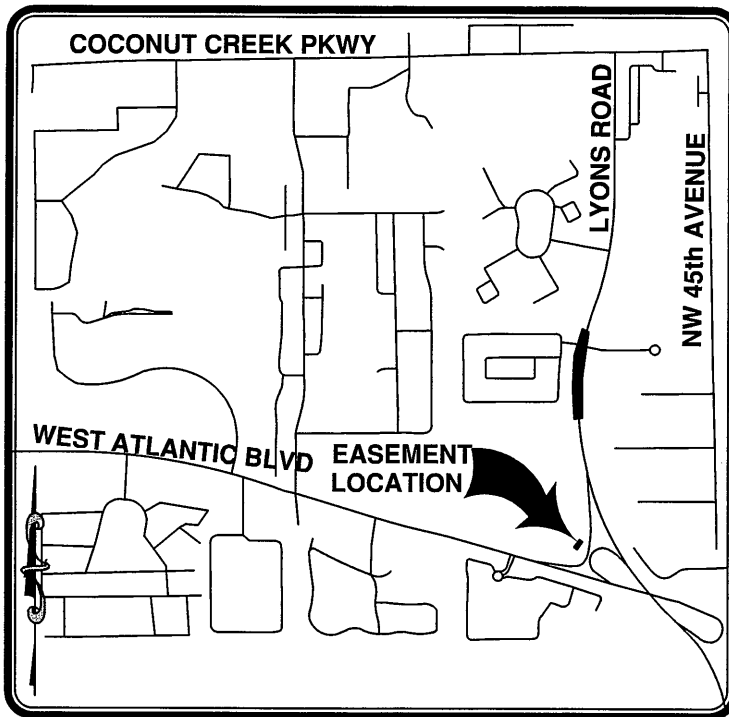 COCONUT CREEK PKWY
LYONS ROAD
NW 45th AVENUE
WEST ATLANTIC BLVD
EASEMENT
LOCATION